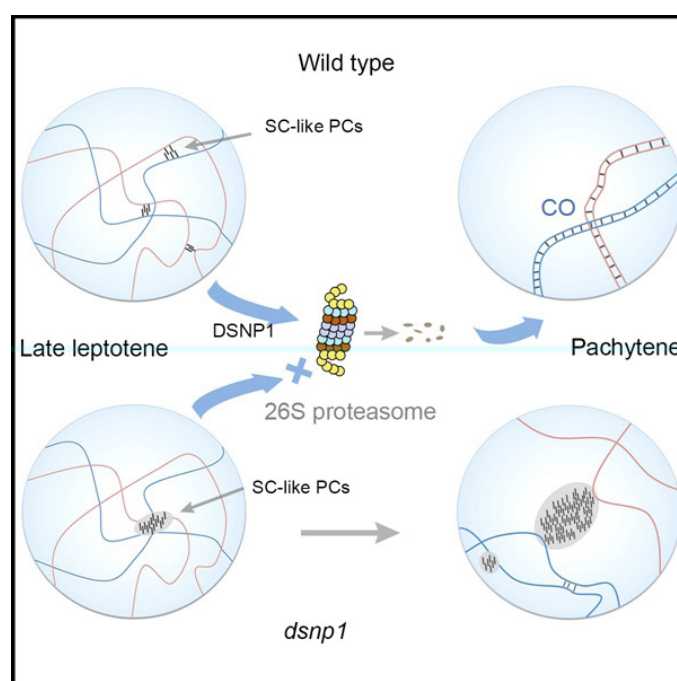 Wild type
SC-like PCs
CO
DSNP1
Late leptotene
Pachytene
26S proteasome
SC-like PCs
dsnp1